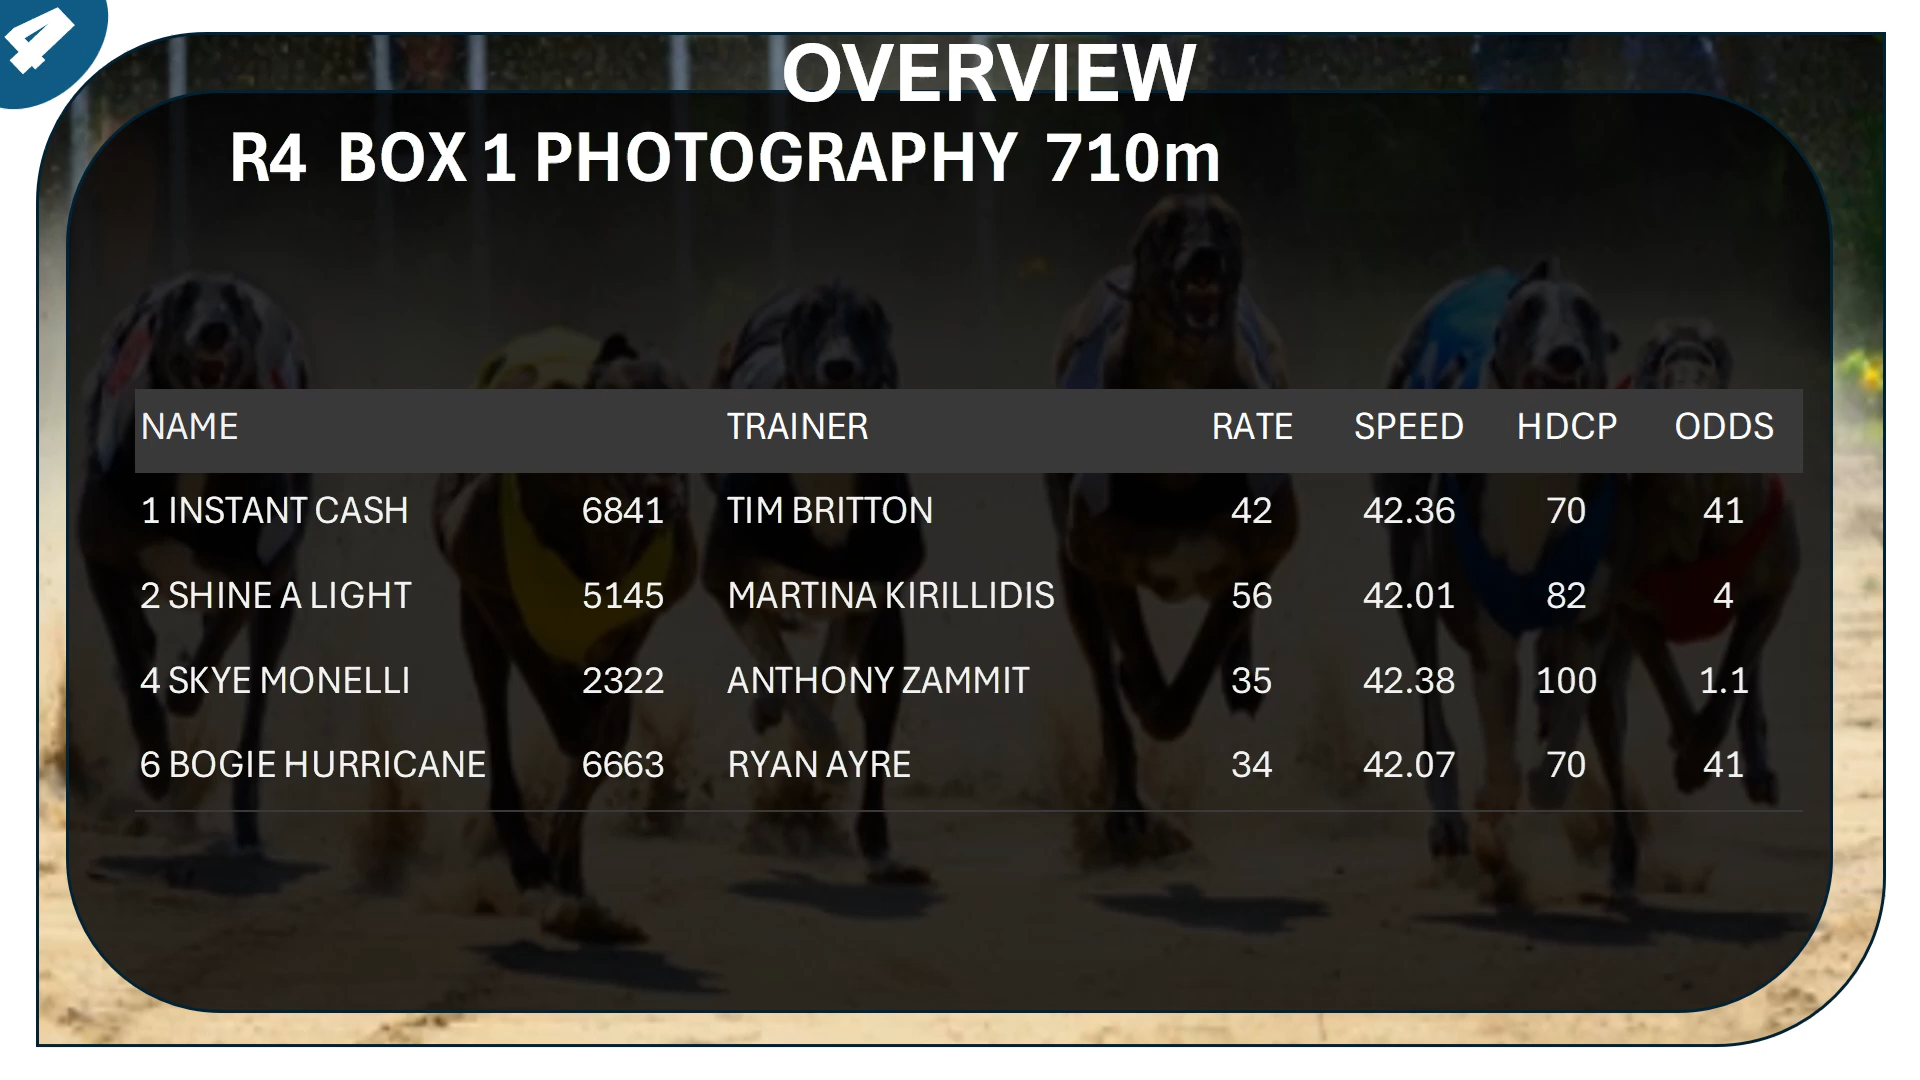 4
OVERVIEW
R4 BOX 1 PHOTOGRAPHY 710m
NAME TRAINER RATE SPEED HDCP ODDS
1 INSTANT CASH 6841 TIM BRITTON 42 42.36 70 41
2 SHINE A LIGHT 5145 MARTINA KIRILLIDIS 56 42.01 82 4
4 SKYE MONELLI 2322 ANTHONY ZAMMIT 35 42.38 100 1.1
6 BOGIE HURRICANE 6663 RYAN AYRE 34 42.07 70 41